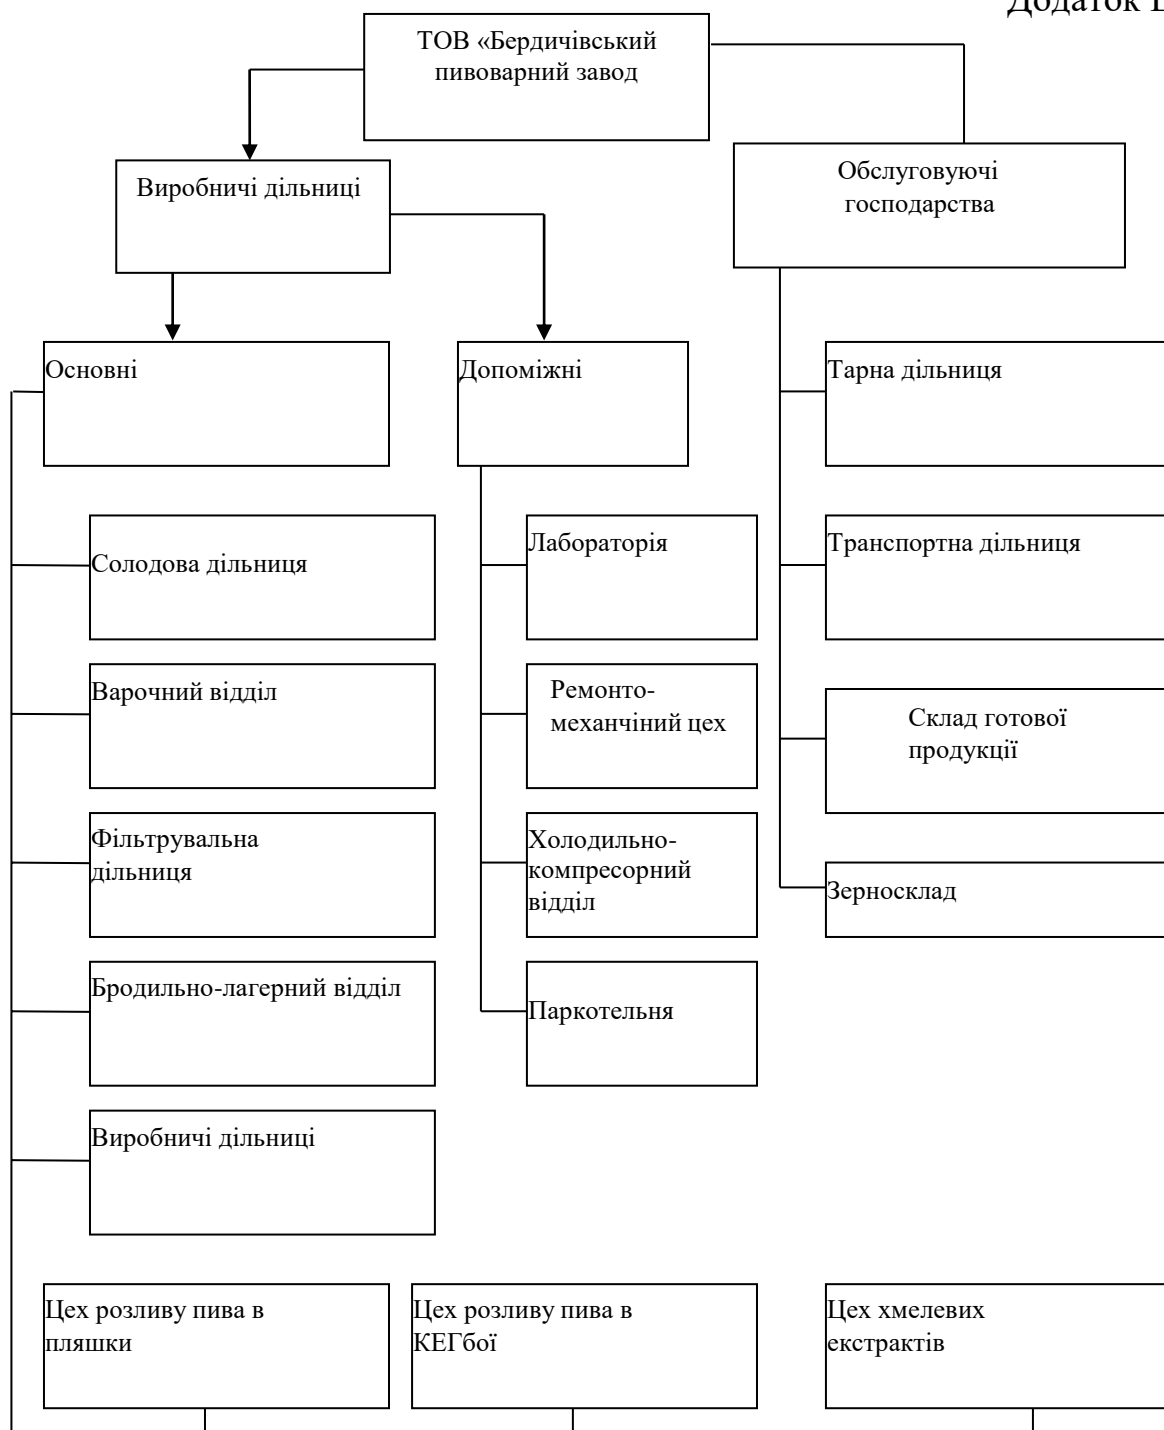 Додаток
ТОВ «Бердичівський
пивоварний завод
Виробничі дільниці
Обслуговуючі
господарства
Основні
Допоміжні
Тарна дільниця
Солодова дільниця
Лабораторія
Транспортна дільниця
Варочний відділ
Ремонто-
механчіний цех
Склад готової
продукції
Фільтрувальна
дільниця
Холодильно-
компресорний
відділ
Зерносклад
Бродильно-лагерний відділ
Паркотельня
Виробничі дільниці
Цех розливу пива в
пляшки
Цех розливу пива в
КЕГбої
Цех хмелевих
екстрактів